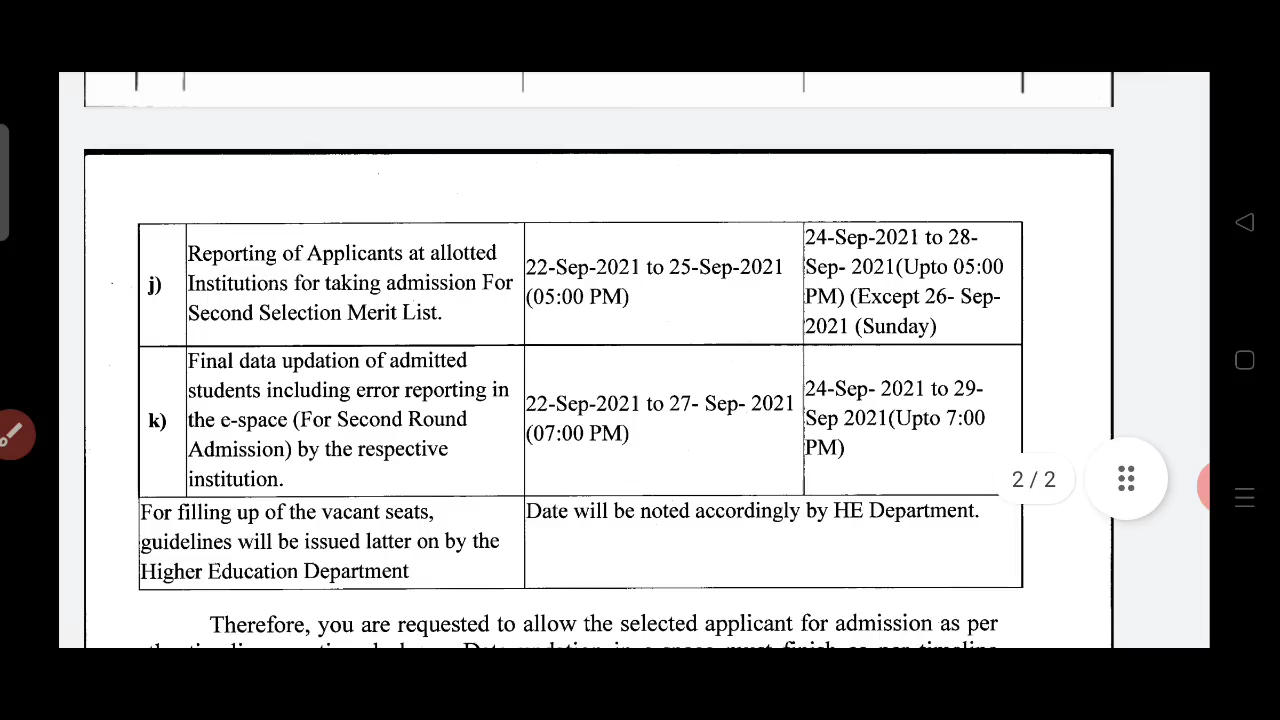 j)
Reporting of Applicants at allotted
Institutions for taking admission For
Second Selection Merit List.
22-Sep-2021 to 25-Sep-2021
(05:00 PM)
24-Sep-2021 to 28-
Sep- 2021(Upto 05:00
PM) (Except 26- Sep-
2021 (Sunday)
k)
Final data updation of admitted
students including error reporting in
the e-space (For Second Round
Admission) by the respective
institution.
22-Sep-2021 to 27- Sep- 2021
(07:00 PM)
24-Sep- 2021 to 29-
Sep 2021(Upto 7:00
PM)
2 / 2
For filling up of the vacant seats,
guidelines will be issued latter on by the
Higher Education Department
Date will be noted accordingly by HE Department.
Therefore, you are requested to allow the selected applicant for admission as per